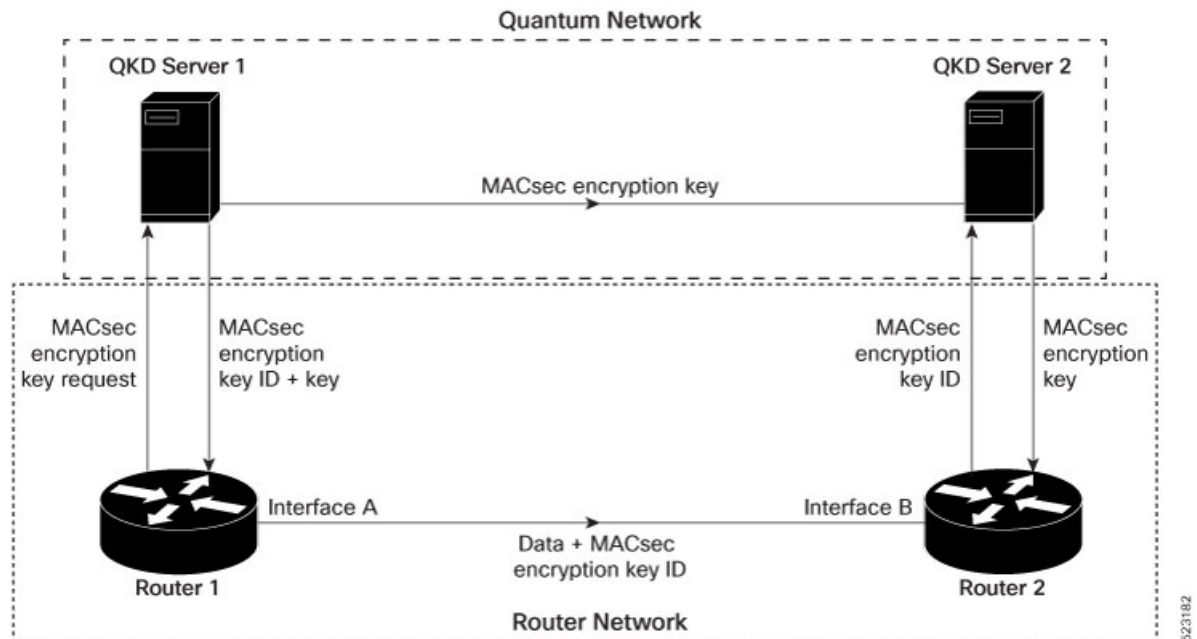 Quantum Network
QKD Server 1
QKD Server 2
MACsec encryption key
MACsec
encryption
key request
MACsec
encryption
key ID + key
MACsec
encryption
key ID
MACsec
encryption
key
Interface A
Interface B
Data + MACsec
encryption key ID
Router 1
Router 2
Router Network